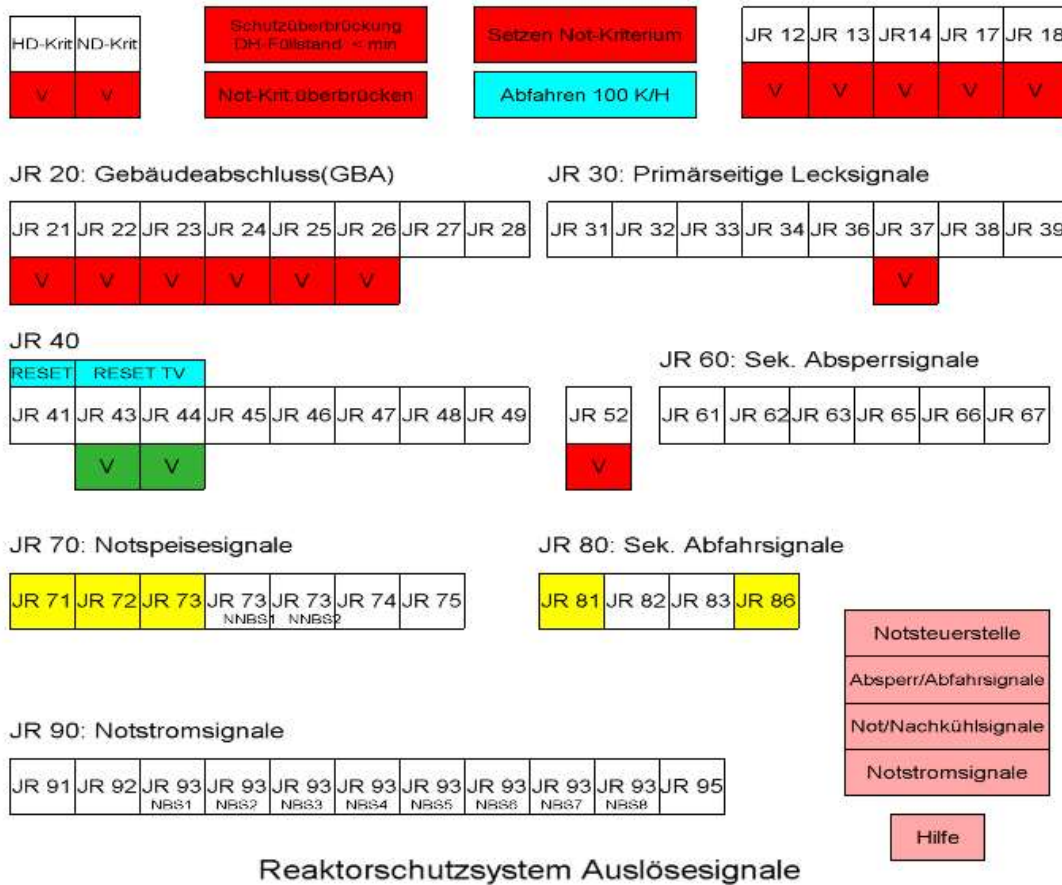 HD-Krit ND-Krit
V V
Schutzüberbrückung
DH-Füllstand < min
Not-Krit.überbrücken
Setzen Not-Kriterium
Abfahren 100 K/H
JR 12 JR 13 JR14 JR 17 JR 18
V V V V V
JR 20: Gebäudeabschluss(GBA)
JR 21 JR 22 JR 23 JR 24 JR 25 JR 26 JR 27 JR 28
V V V V V V
JR 30: Primärseitige Lecksignale
JR 31 JR 32 JR 33 JR 34 JR 36 JR 37 JR 38 JR 39
V
JR 40
RESET RESET TV
JR 41 JR 43 JR 44 JR 45 JR 46 JR 47 JR 48 JR 49
V V
JR 52
V
JR 60: Sek. Absperrsignale
JR 61 JR 62 JR 63 JR 65 JR 66 JR 67
JR 70: Notspeisesignale
JR 71 JR 72 JR 73 JR 73 JR 73 JR 74 JR 75
NNBS1 NNBS2
JR 80: Sek. Abfahrsignale
JR 81 JR 82 JR 83 JR 86
Notsteuerstelle
Absperr/Abfahrsignale
Not/Nachkühlsignale
Notstromsignale
Hilfe
JR 90: Notstromsignale
JR 91 JR 92 JR 93 JR 93 JR 93 JR 93 JR 93 JR 93 JR 93 JR 93 JR 95
NBS1 NBS2 NBS3 NBS4 NBS5 NBS6 NBS7 NBS8
Reaktorschutzsystem Auslösesignale